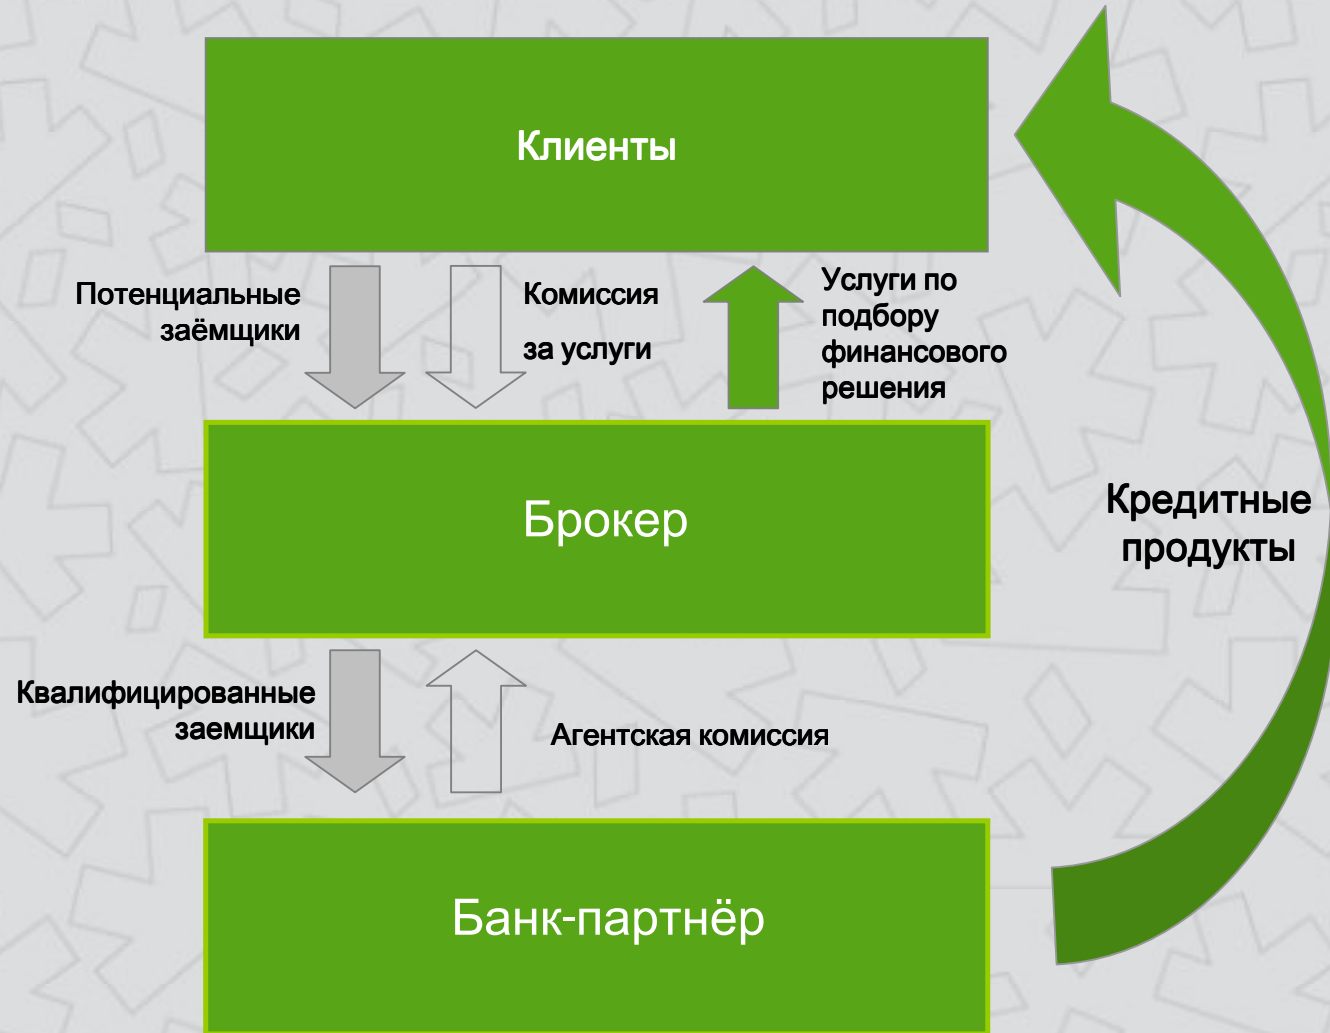 Клиенты
Потенциальные
заёмщики
Комиссия
за услуги
Услуги по
подбору
финансового
решения
Брокер
Кредитные
продукты
Квалифицированные
заемщики
Агентская комиссия
Банк-партнёр